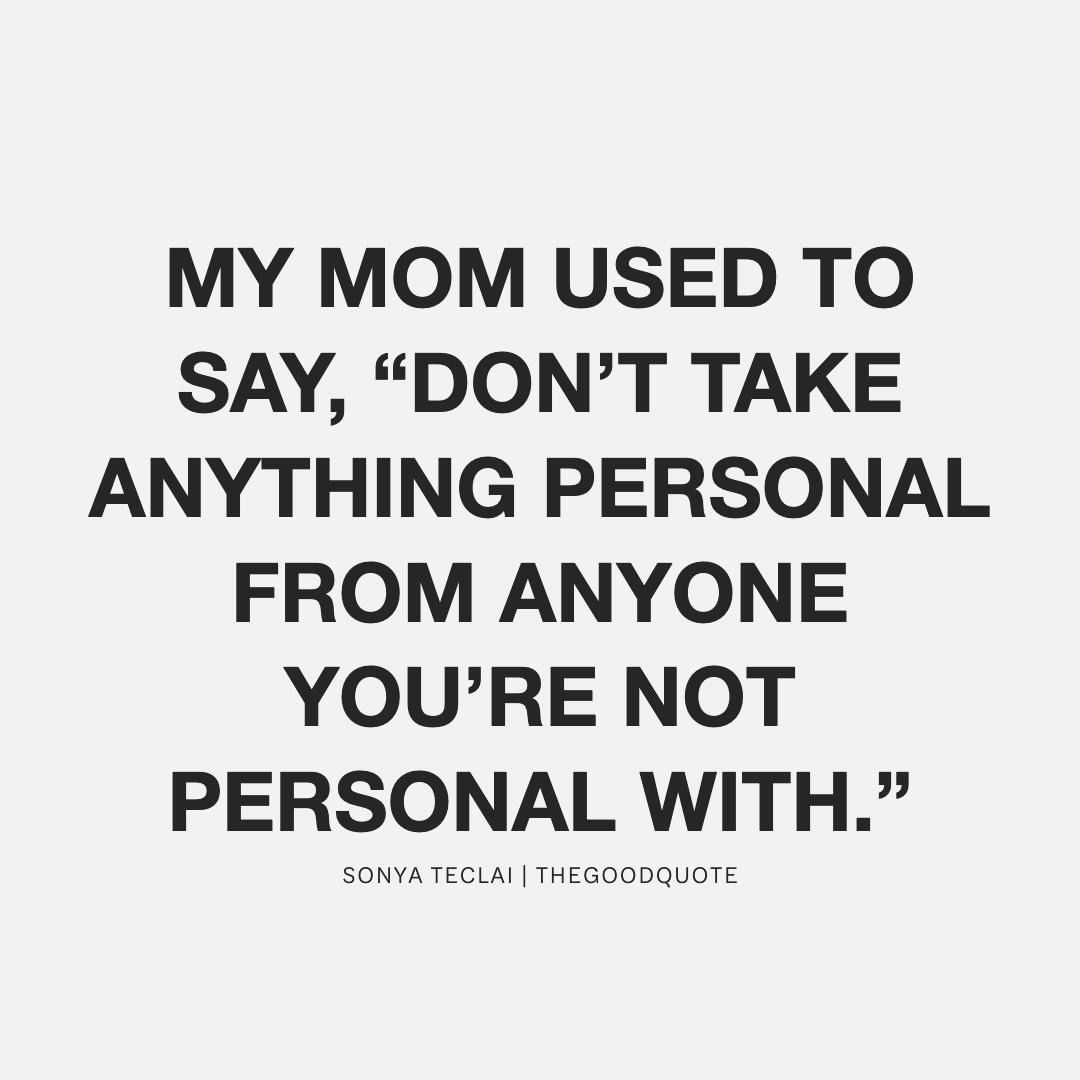 MY MOM USED TO
SAY, “DON’T TAKE
ANYTHING PERSONAL
FROM ANYONE
YOU’RE NOT
PERSONAL WITH.”
SONYA TECLAI | THEGOODQUOTE